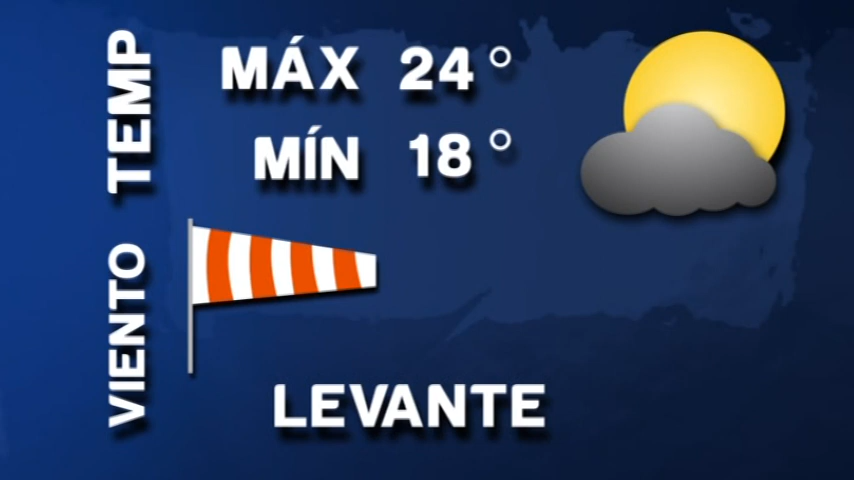 TEMP
MÁX 24°
MÍN 18°
VIENTO
LEVANTE